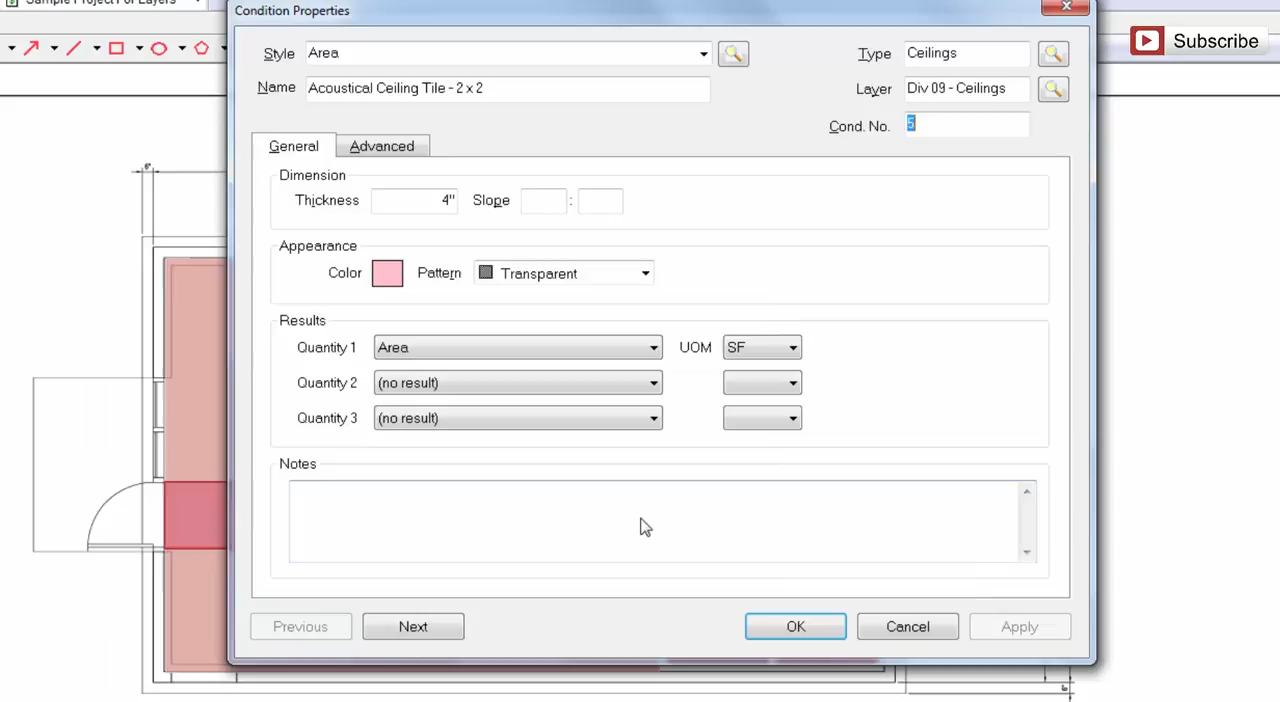 Sample Project For Layers
Condition Properties
Subscribe
Style Area
Type Ceilings
Name Acoustical Ceiling Tile - 2 x 2
Layer Div 09 - Ceilings
Cond. No. 5
General Advanced
Dimension
Thickness 4" Slope :
Appearance
Color Pattern Transparent
Results
Quantity 1 Area UOM SF
Quantity 2 (no result)
Quantity 3 (no result)
Notes
Previous Next OK Cancel Apply